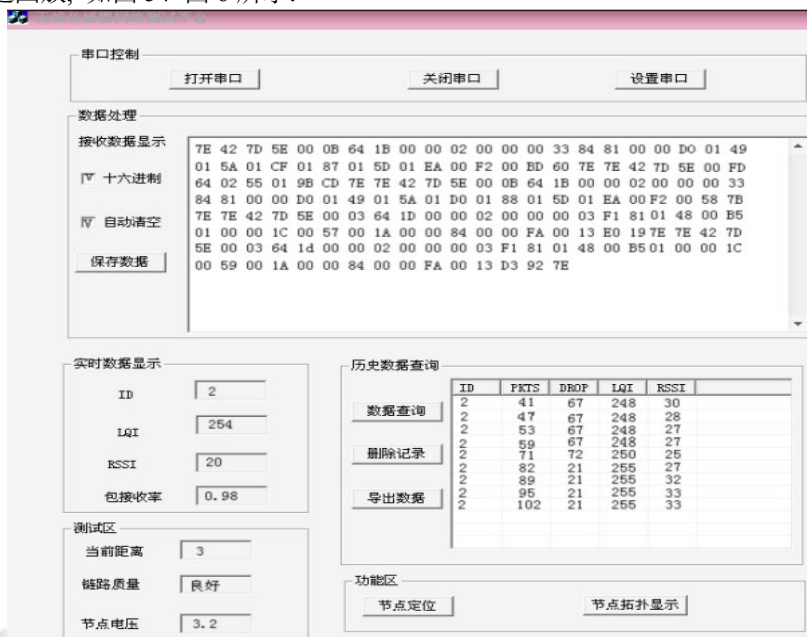 串口控制
打开串口 关闭串口 设置串口
数据处理
接收数据显示
十六进制
自动清空
保存数据
7E 42 7D 5E 00 0B 64 1B 00 00 02 00 00 00 33 84 81 00 00 D0 01 49
01 5A 01 CF 01 87 01 5D 01 EA 00 F2 00 BD 60 7E 7E 42 7D 5E 00 FD
64 02 55 01 9B CD 7E 7E 42 7D 5E 00 0B 64 1B 00 00 02 00 00 00 33
84 81 00 00 D0 01 49 01 5A 01 D0 01 88 01 5D 01 EA 00 F2 00 58 7B
7E 7E 42 7D 5E 00 03 64 1D 00 00 02 00 00 00 03 F1 81 01 48 00 B5
01 00 00 1C 00 57 00 1A 00 00 84 00 00 FA 00 13 E0 19 7E 7E 42 7D
5E 00 03 64 1d 00 00 02 00 00 00 03 F1 81 01 48 00 B5 01 00 00 1C
00 59 00 1A 00 00 84 00 00 FA 00 13 D3 92 7E
实时数据显示
ID 2
LQI 254
RSSI 20
包接收率 0.98
历史数据查询
数据查询
删除记录
导出数据
ID PKTS DROP LQI RSSI
2 41 67 248 30
2 47 67 248 28
2 53 67 248 27
2 59 67 248 27
2 71 72 250 25
2 82 21 255 27
2 89 21 255 32
2 95 21 255 33
2 102 21 255 33
测试区
当前距离 3
链路质量 良好
节点电压 3.2
功能区
节点定位 节点拓扑显示